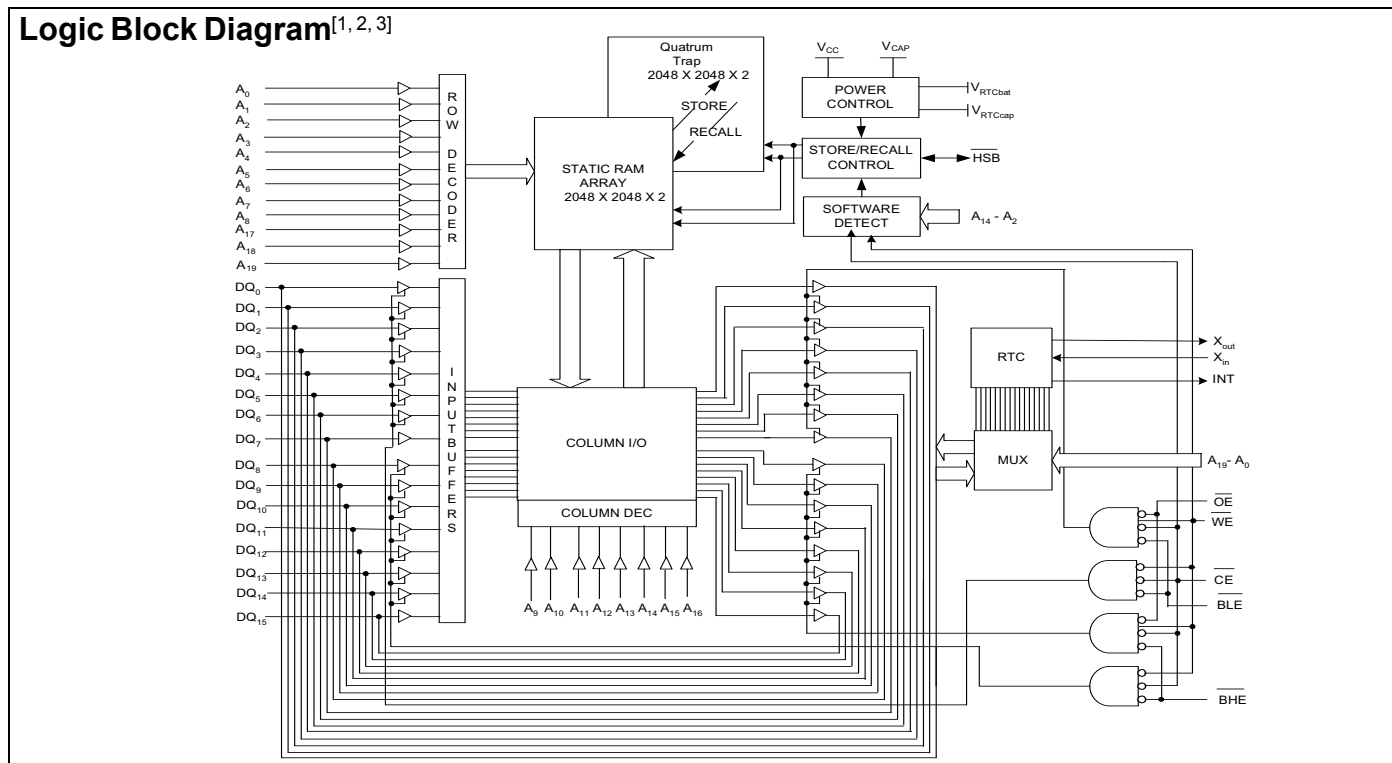 Logic Block Diagram[1, 2, 3]
Quatrum
Trap
2048 X 2048 X 2
STORE
RECALL
STATIC RAM
ARRAY
2048 X 2048 X 2
VCC
VCAP
POWER
CONTROL
VRTCbat
VRTCcap
STORE/RECALL
CONTROL
HSB
SOFTWARE
DETECT
A14 - A2
A0
A1
A2
A3
A4
A5
A6
A7
A8
A17
A18
A19
ROW DECODER
DQ0
DQ1
DQ2
DQ3
DQ4
DQ5
DQ6
DQ7
DQ8
DQ9
DQ10
DQ11
DQ12
DQ13
DQ14
DQ15
INPUTBUFFERS
COLUMN I/O
COLUMN DEC
A9 A10 A11 A12 A13 A14 A15 A16
RTC
Xout
Xin
INT
MUX
A19- A0
OE
WE
CE
BLE
BHE